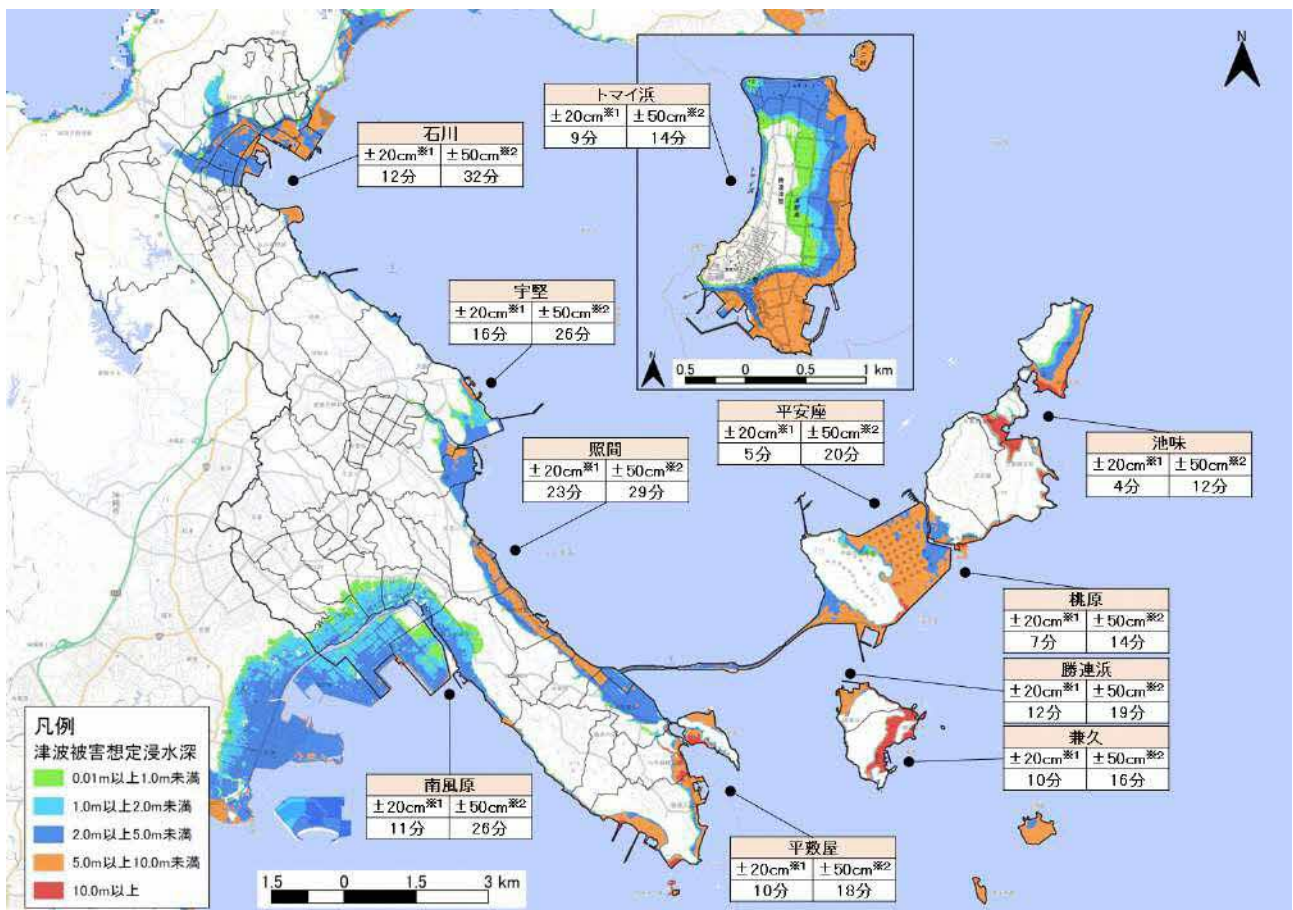 N
トマイ浜
±20cm※1 ±50cm※2
9分 14分
石川
±20cm※1 ±50cm※2
12分 32分
宇堅
±20cm※1 ±50cm※2
16分 26分
トマイ浜
N
0.5 0 0.5 1 km
平安座
±20cm※1 ±50cm※2
5分 20分
照間
±20cm※1 ±50cm※2
23分 29分
池味
±20cm※1 ±50cm※2
4分 12分
桃原
±20cm※1 ±50cm※2
7分 14分
勝連浜
±20cm※1 ±50cm※2
12分 19分
兼久
±20cm※1 ±50cm※2
10分 16分
南風原
±20cm※1 ±50cm※2
11分 26分
平敷屋
±20cm※1 ±50cm※2
10分 18分
凡例
津波被害想定浸水深
0.01m以上1.0m未満
1.0m以上2.0m未満
2.0m以上5.0m未満
5.0m以上10.0m未満
10.0m以上
1.5 0 1.5 3 km